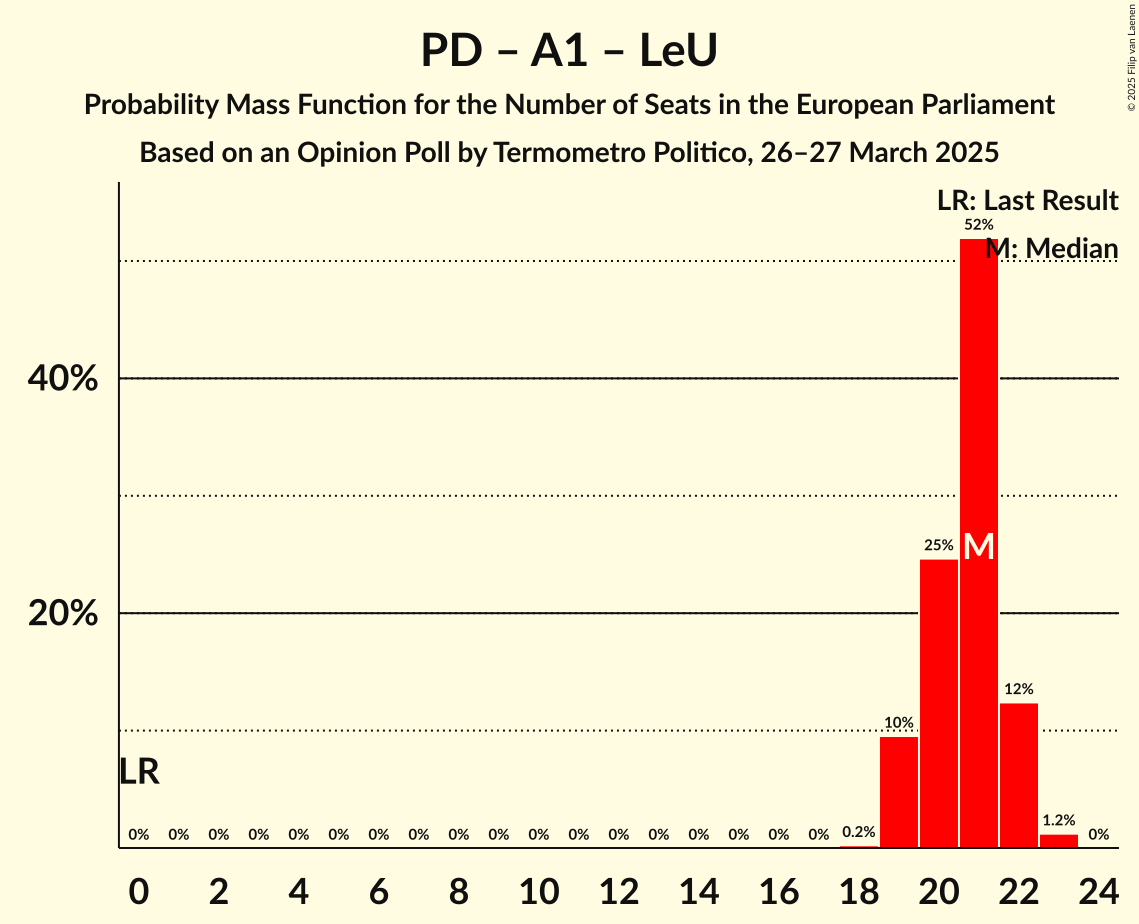 PD – A1 – LeU
Probability Mass Function for the Number of Seats in the European Parliament
Based on an Opinion Poll by Termometro Politico, 26–27 March 2025
© 2025 Filip van Laenen
LR: Last Result
M: Median
52%
40%
20%
25%
M
12%
10%
LR
0% 0% 0% 0% 0% 0% 0% 0% 0% 0% 0% 0% 0% 0% 0% 0% 0% 0% 0.2% 1.2% 0%
0 2 4 6 8 10 12 14 16 18 20 22 24